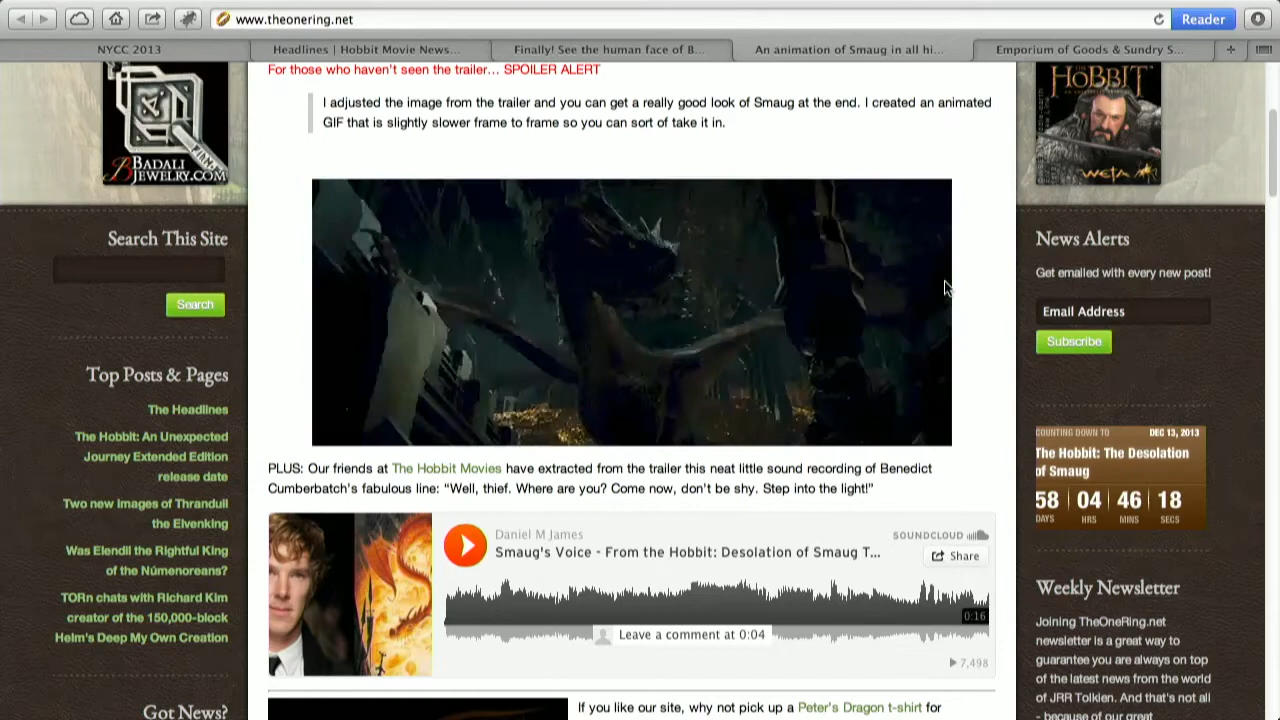 www.theonering.net
Reader
NYCC 2013
Headlines | Hobbit Movie News...
Finally! See the human face of B...
An animation of Smaug in all hi...
Emporium of Goods & Sundry S...
For those who haven't seen the trailer... SPOILER ALERT
I adjusted the image from the trailer and you can get a really good look of Smaug at the end. I created an animated
GIF that is slightly slower frame to frame so you can sort of take it in.
BADALI
JEWELRY.COM
HOBBIT
WETA
Search This Site
Search
Top Posts & Pages
The Headlines
The Hobbit: An Unexpected
Journey Extended Edition
release date
Two new images of Thranduil
the Elvenking
Was Elendil the Rightful King
of the Númenoreans?
TORn chats with Richard Kim
creator of the 150,000-block
Helm's Deep My Own Creation
Got News?
PLUS: Our friends at The Hobbit Movies have extracted from the trailer this neat little sound recording of Benedict
Cumberbatch's fabulous line: “Well, thief. Where are you? Come now, don't be shy. Step into the light!”
Daniel M James
SOUNDCLOUD
Smaug's Voice - From the Hobbit: Desolation of Smaug T...
Share
0:16
Leave a comment at 0:04
7,498
If you like our site, why not pick up a Peter's Dragon t-shirt for
News Alerts
Get emailed with every new post!
Email Address
Subscribe
COUNTING DOWN TO DEC 13, 2013
The Hobbit: The Desolation
of Smaug
58 04 46 18
DAYS HRS MINS SECS
Weekly Newsletter
Joining TheOneRing.net
newsletter is a great way to
guarantee you are always on top
of the latest news from the world
of JRR Tolkien. And that's not all
- because of our great